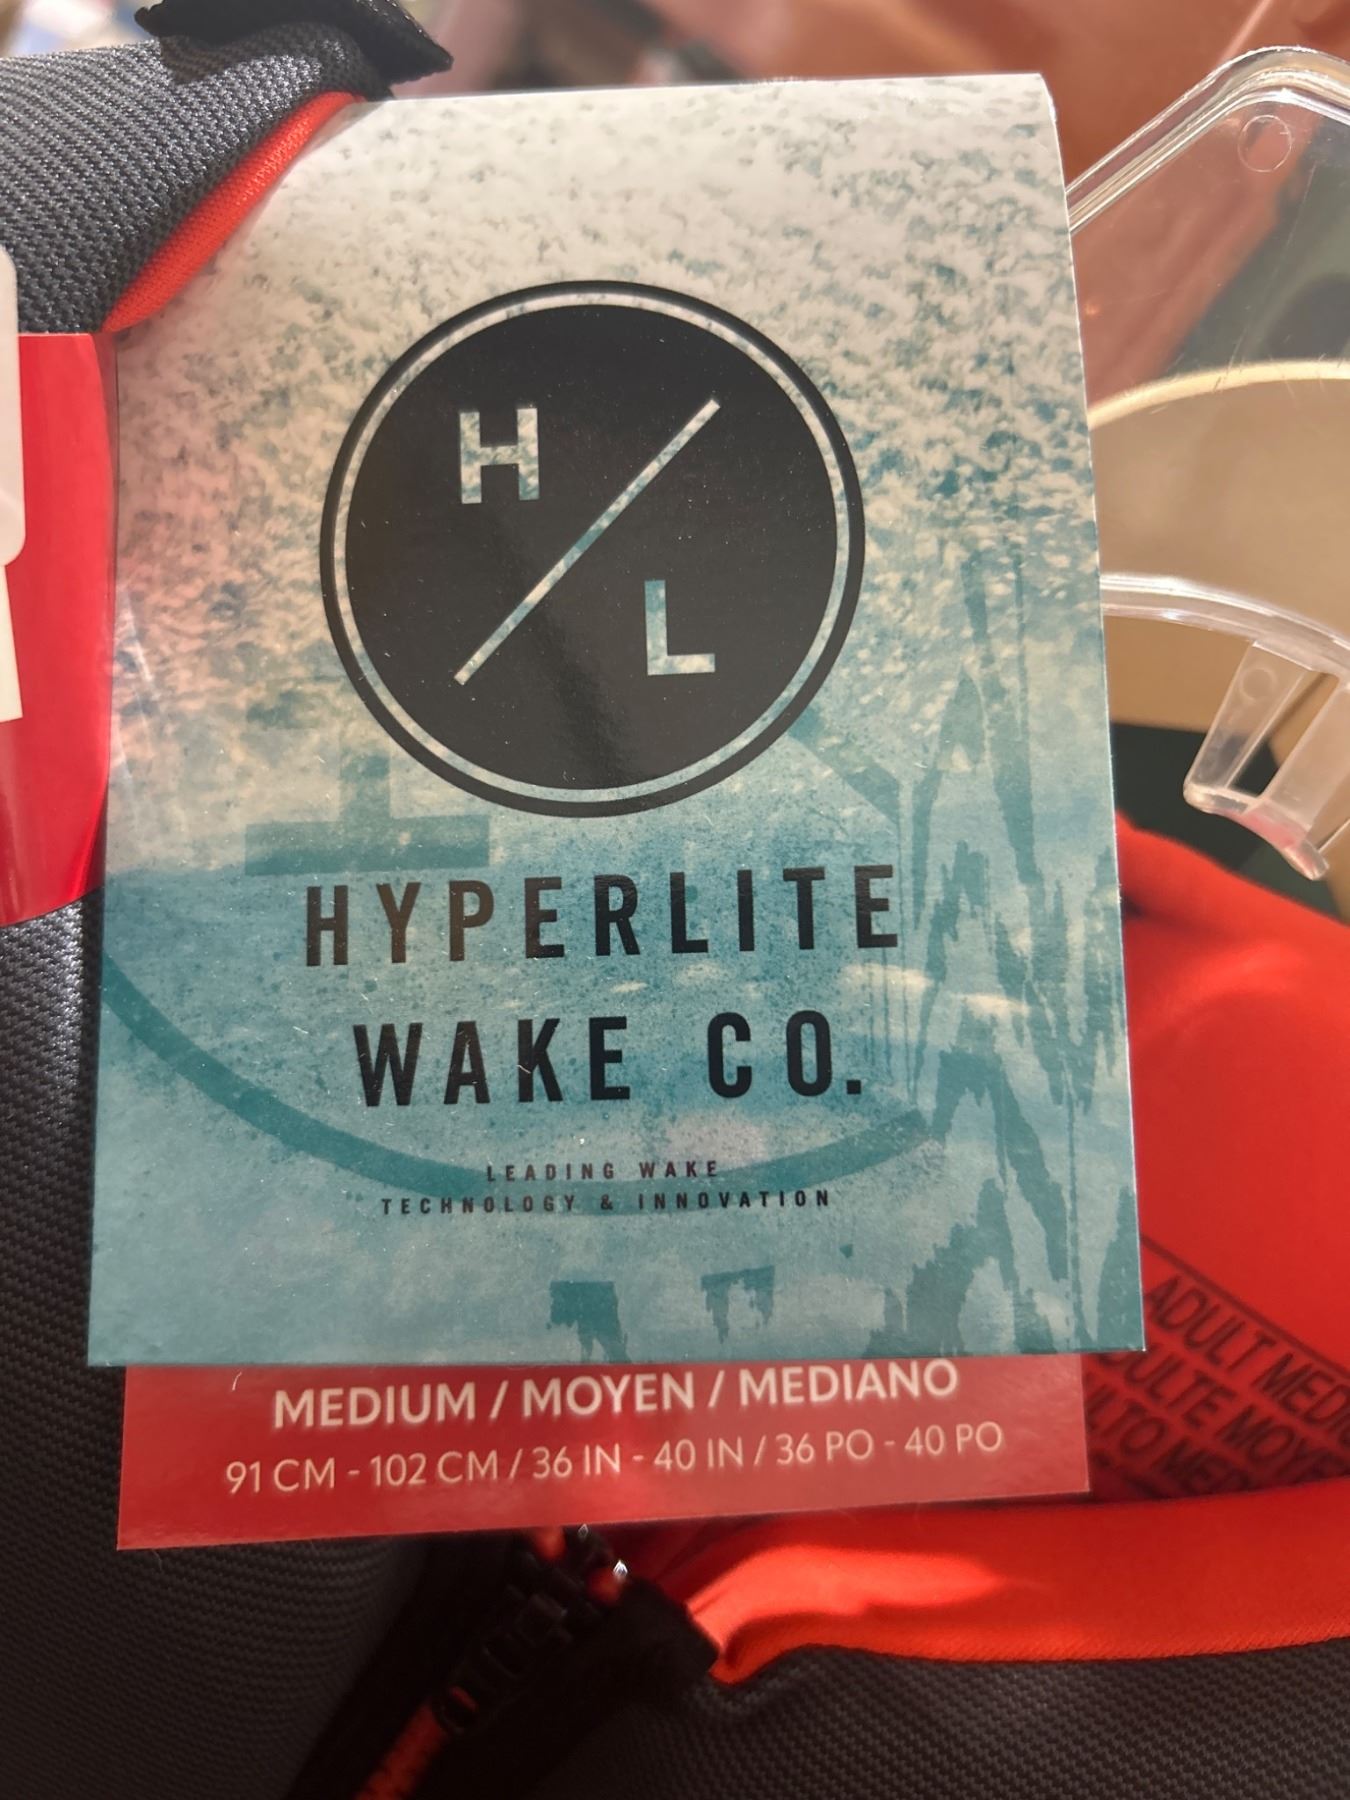 H
L
HYPERLITE
WAKE CO.
LEADING WAKE
TECHNOLOGY & INNOVATION
MEDIUM / MOYEN / MEDIANO
91 CM - 102 CM / 36 IN - 40 IN / 36 PO - 40 PO
ADULT